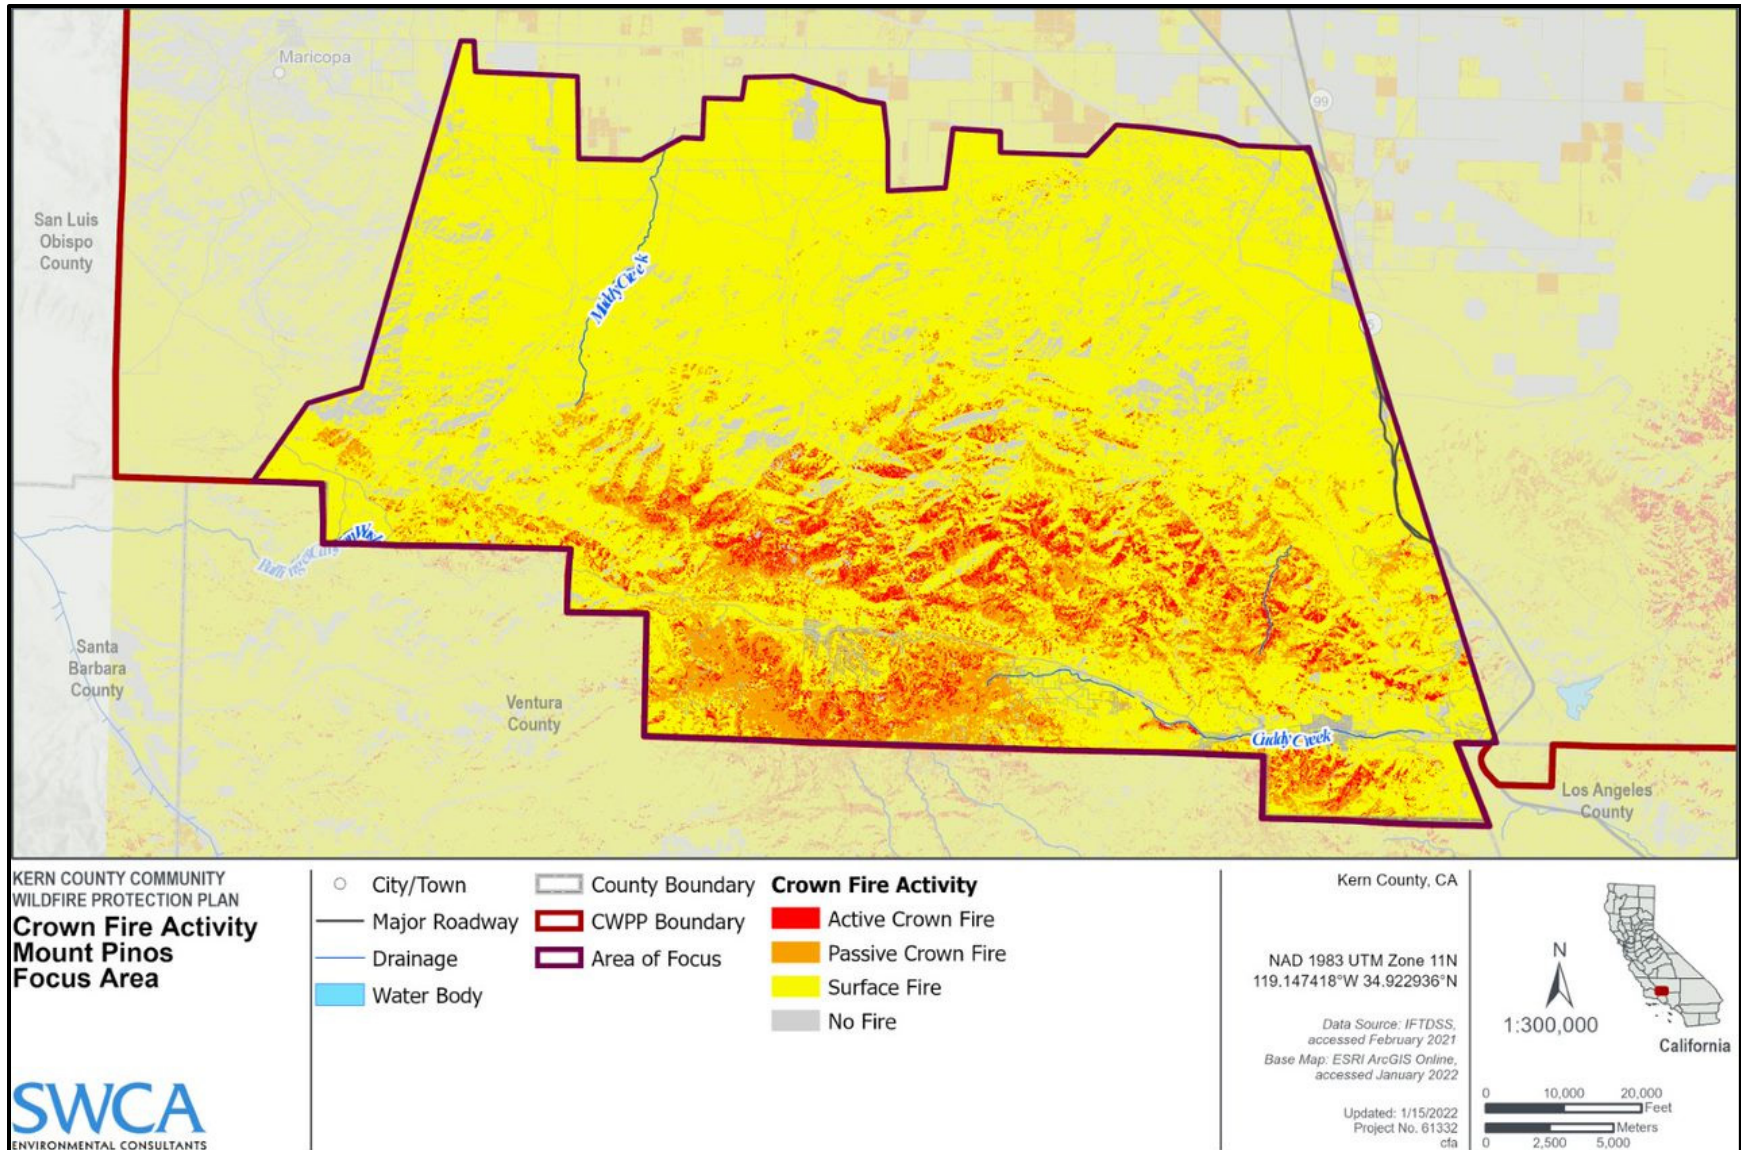 Maricopa
99
San Luis
Obispo
County
Santa
Barbara
County
Ventura
County
Cuddy Creek
Los Angeles
County
KERN COUNTY COMMUNITY
WILDFIRE PROTECTION PLAN
Crown Fire Activity
Mount Pinos
Focus Area
SWCA
ENVIRONMENTAL CONSULTANTS
City/Town
Major Roadway
Drainage
Water Body
County Boundary
CWPP Boundary
Area of Focus
Crown Fire Activity
Active Crown Fire
Passive Crown Fire
Surface Fire
No Fire
Kern County, CA
NAD 1983 UTM Zone 11N
119.147418°W 34.922936°N
Data Source: IFTDSS,
accessed February 2021
Base Map: ESRI ArcGIS Online,
accessed January 2022
Updated: 1/15/2022
Project No. 61332
cfa
N
1:300,000
California
0 10,000 20,000
Feet
Meters
0 2,500 5,000